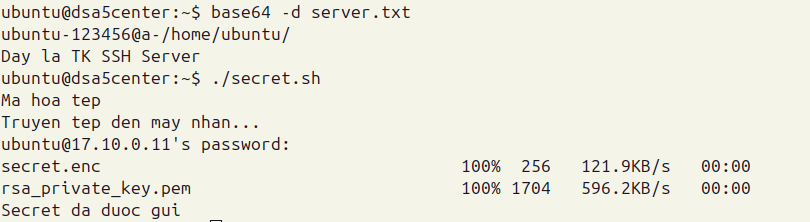 ubuntu@dsa5center:~$ base64 -d server.txt
ubuntu-123456@a-/home/ubuntu/
Day la TK SSH Server
ubuntu@dsa5center:~$ ./secret.sh
Ma hoa tep
Truyen tep den may nhan...
ubuntu@17.10.0.11's password:
secret.enc 100% 256 121.9KB/s 00:00
rsa_private_key.pem 100% 1704 596.2KB/s 00:00
Secret da duoc gui